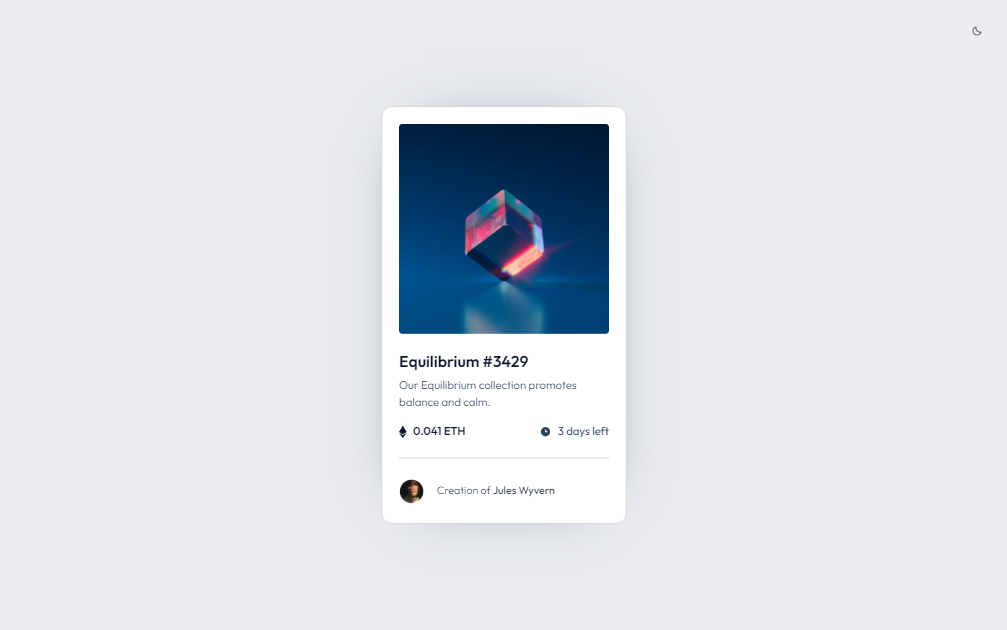 Equilibrium #3429
Our Equilibrium collection promotes
balance and calm.
0.041 ETH
3 days left
Creation of Jules Wyvern